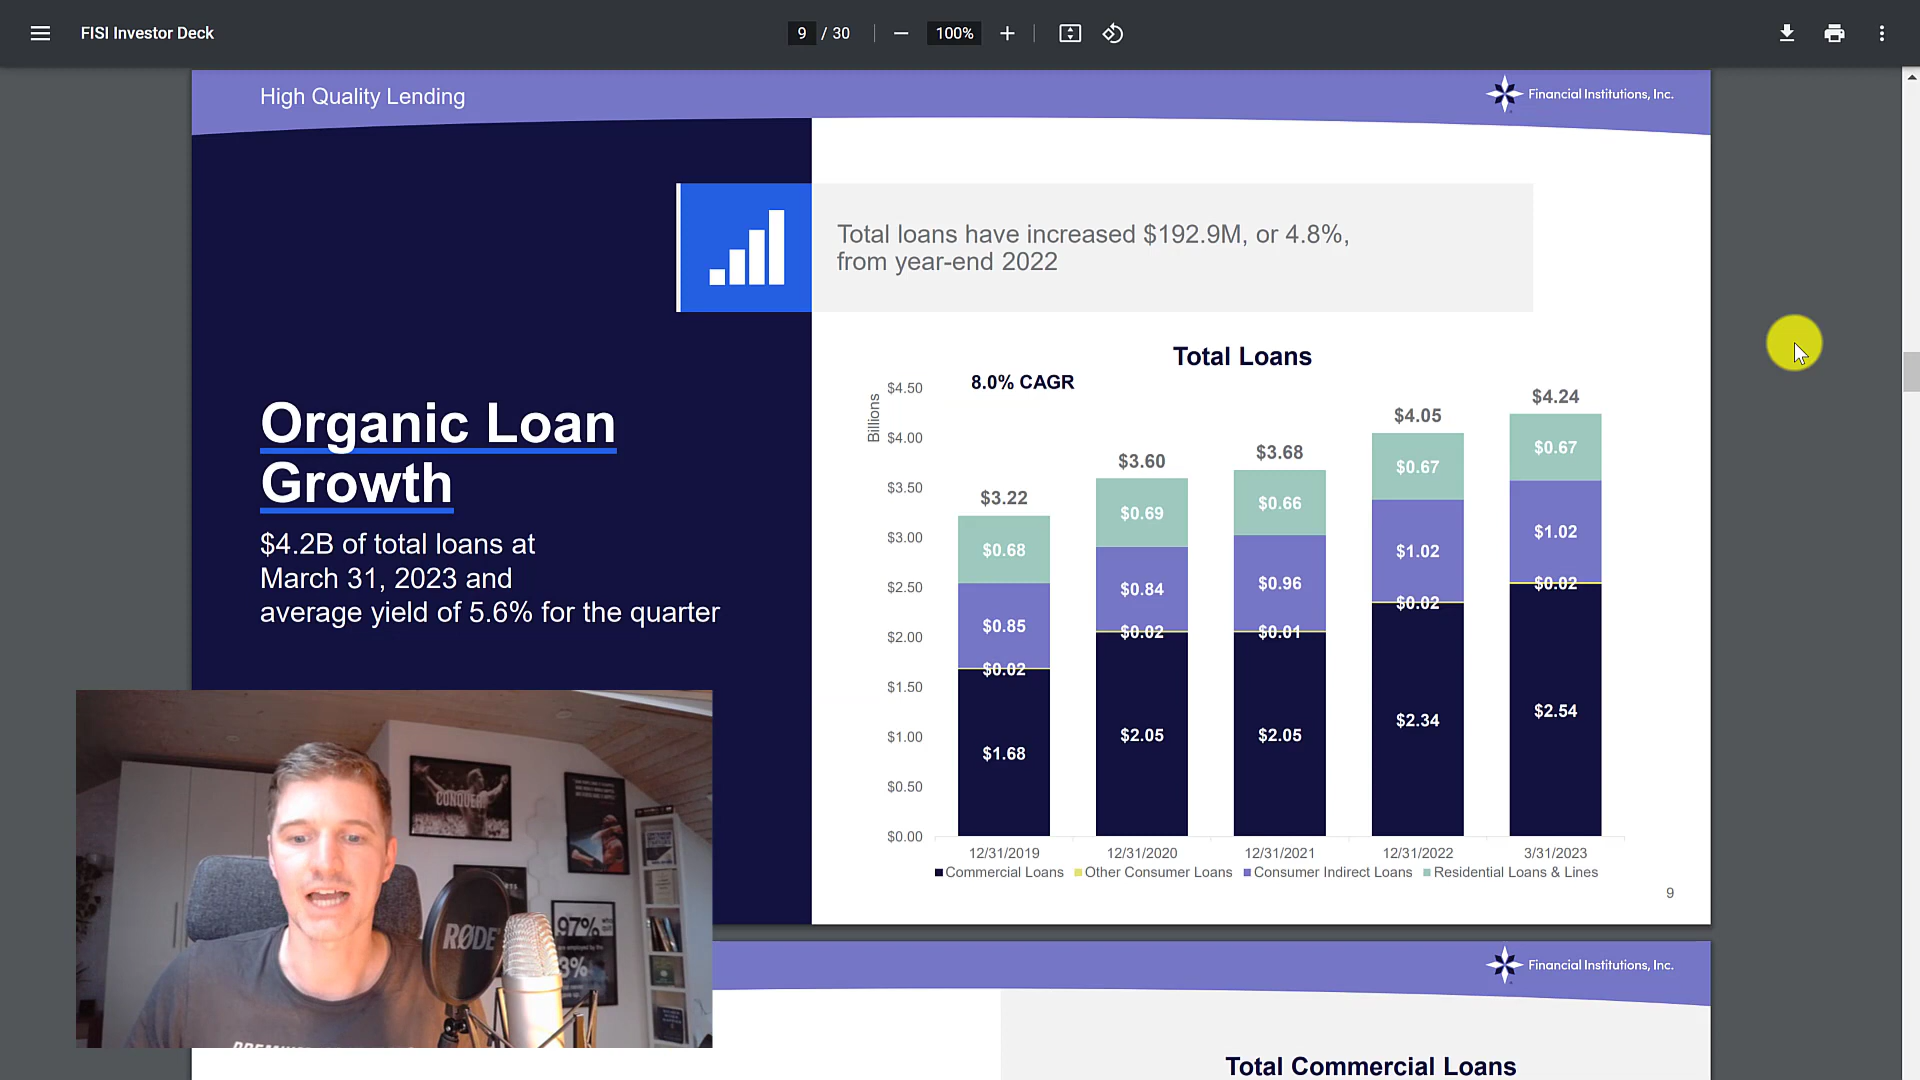 FISI Investor Deck
9 / 30
100%
High Quality Lending
Financial Institutions, Inc.
Total loans have increased $192.9M, or 4.8%,
from year-end 2022
Organic Loan
Growth
$4.2B of total loans at
March 31, 2023 and
average yield of 5.6% for the quarter
Total Loans
8.0% CAGR
Billions
$4.50
$4.00
$3.50
$3.00
$2.50
$2.00
$1.50
$1.00
$0.50
$0.00
$3.22
$0.68
$0.85
$0.02
$1.68
$3.60
$0.69
$0.84
$0.02
$2.05
$3.68
$0.66
$0.96
$0.01
$2.05
$4.05
$0.67
$1.02
$0.02
$2.34
$4.24
$0.67
$1.02
$0.02
$2.54
12/31/2019 12/31/2020 12/31/2021 12/31/2022 3/31/2023
Commercial Loans Other Consumer Loans Consumer Indirect Loans Residential Loans & Lines
9
CONQUER
RØDE
97%
3%
Financial Institutions, Inc.
Total Commercial Loans